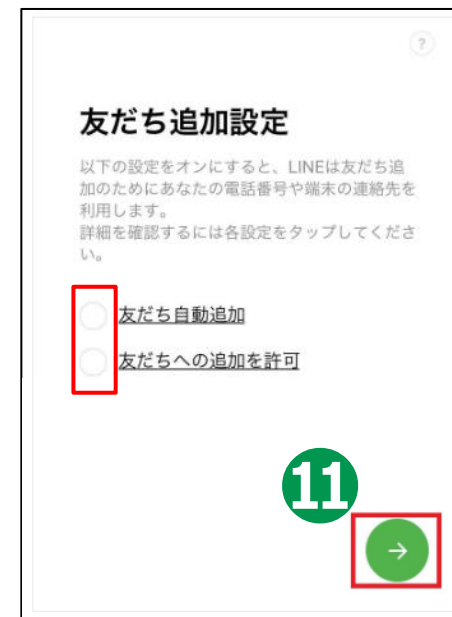 ?
友だち追加設定
以下の設定をオンにすると、LINEは友だち追
加のためにあなたの電話番号や端末の連絡先を
利用します。
詳細を確認するには各設定をタップしてくださ
い。
友だち自動追加
友だちへの追加を許可
11
→